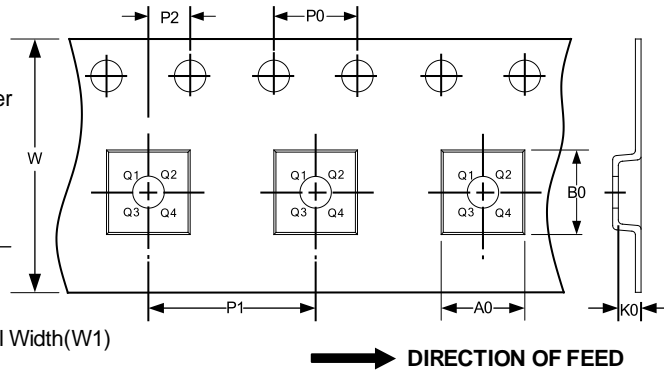 P2
P0
er
W
Q1 Q2
Q3 Q4
Q1 Q2
Q3 Q4
Q1 Q2
Q3 Q4
B0
P1
A0
K0
l Width(W1)
DIRECTION OF FEED